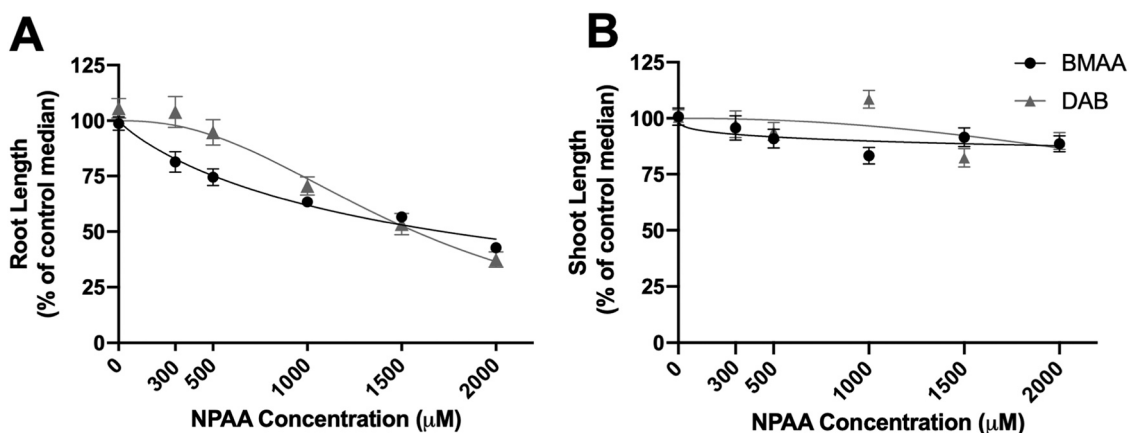 A
Root Length
(% of control median)
125
100
75
50
25
0
0
300
500
1000
1500
2000
NPAA Concentration (μM)
B
Shoot Length
(% of control median)
125
100
75
50
25
0
0
300
500
1000
1500
2000
NPAA Concentration (μM)
BMAA
DAB